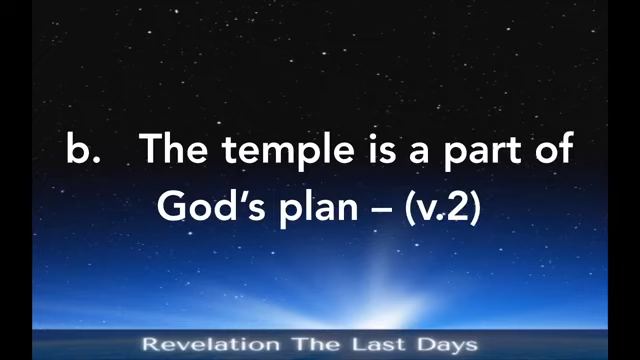 b. The temple is a part of
God's plan – (v.2)
Revelation The Last Days